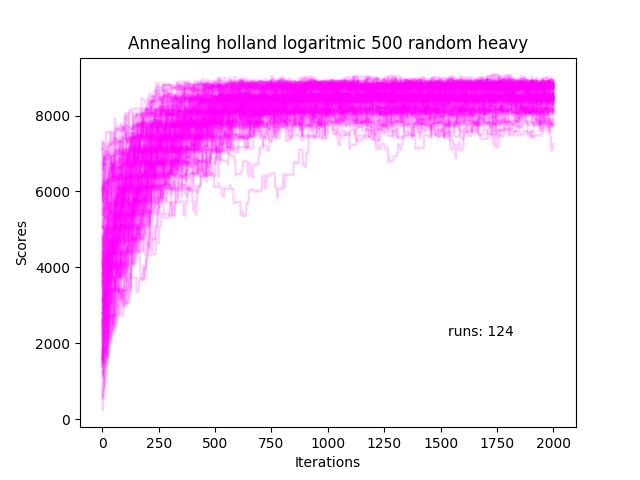 Annealing holland logaritmic 500 random heavy
Scores
8000
6000
4000
2000
0
runs: 124
0 250 500 750 1000 1250 1500 1750 2000
Iterations